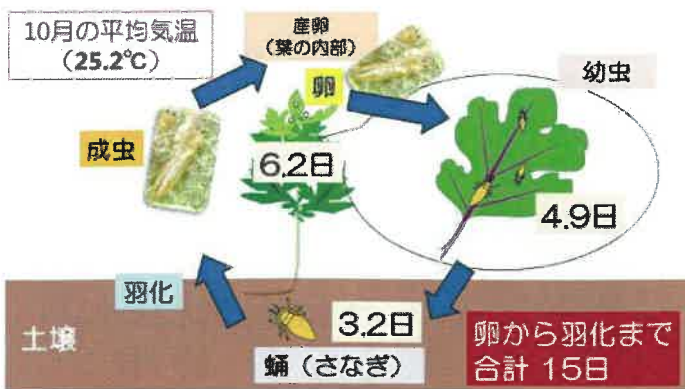 10月の平均気温
（25.2℃）
産卵
（葉の内部）
卵
幼虫
成虫
6.2日
4.9日
羽化
3.2日
土壌
蛹（さなぎ）
卵から羽化まで
合計 15日